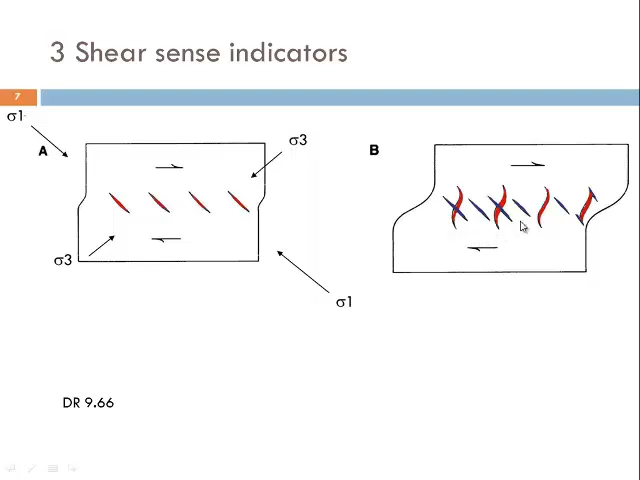 3 Shear sense indicators
7
σ1
A
σ3
B
σ3
σ1
DR 9.66